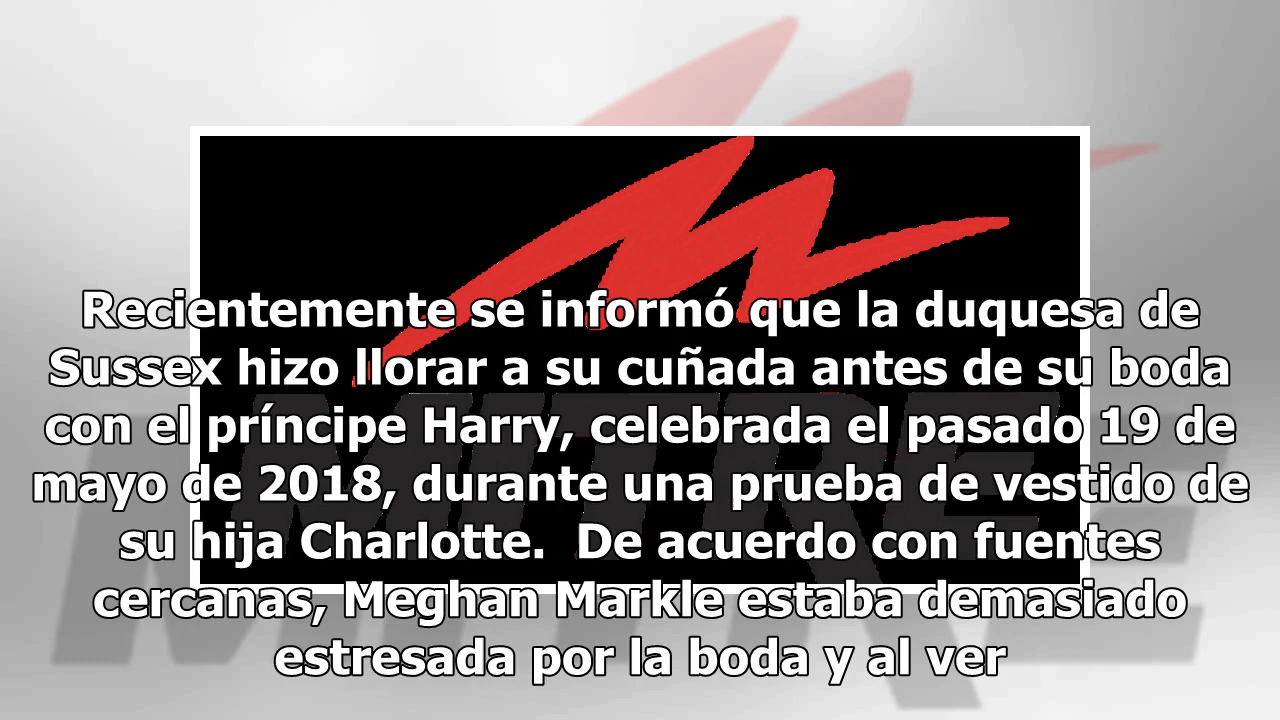 Recientemente se informó que la duquesa de
Sussex hizo llorar a su cuñada antes de su boda
con el príncipe Harry, celebrada el pasado 19 de
mayo de 2018, durante una prueba de vestido de
su hija Charlotte.  De acuerdo con fuentes
cercanas, Meghan Markle estaba demasiado
estresada por la boda y al ver
MITRE